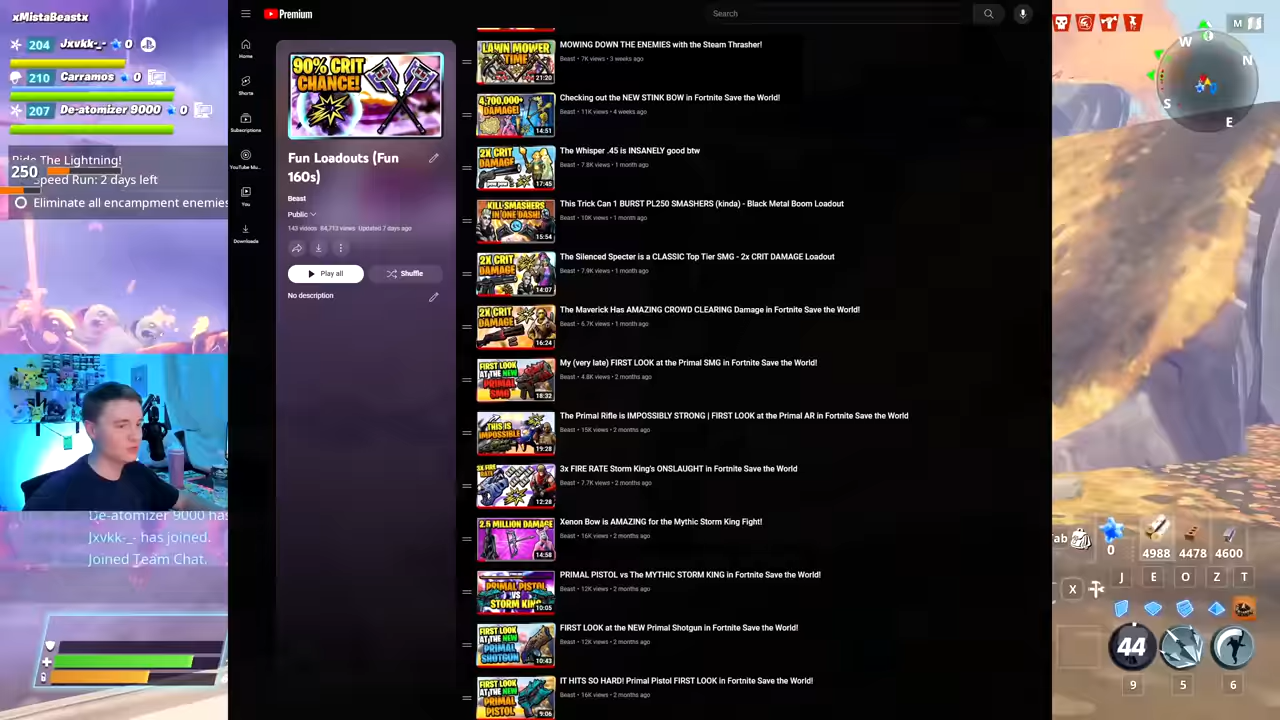 xMistaBeastx
204
Jxvkk-_-
0
210
Carramos
0
201
De-atomizer 9000
0
Ride The Lightning!
250
Speed Run: 2 days left
Eliminate all encampment enemies
De-atomizer 9000
Jxvkk-_- has joined.
Premium
Search
Home
Shorts
Subscriptions
YouTube Mu...
You
Downloads
90% CRIT
CHANCE!
Fun Loadouts (Fun
160s)
Beast
Public
143 videos 84,713 views Updated 7 days ago
Play all
Shuffle
No description
LAWN MOWER
TIME
21:20
MOWING DOWN THE ENEMIES with the Steam Thrasher!
Beast • 7K views • 3 weeks ago
4,700,000+
DAMAGE!
14:51
Checking out the NEW STINK BOW in Fortnite Save the World!
Beast • 11K views • 4 weeks ago
2X CRIT
DAMAGE
17:45
The Whisper .45 is INSANELY good btw
Beast • 7.8K views • 1 month ago
KILL SMASHERS
IN ONE DASH!
15:54
This Trick Can 1 BURST PL250 SMASHERS (kinda) - Black Metal Boom Loadout
Beast • 10K views • 1 month ago
2X CRIT
DAMAGE
14:07
The Silenced Specter is a CLASSIC Top Tier SMG - 2x CRIT DAMAGE Loadout
Beast • 7.9K views • 1 month ago
2X CRIT
DAMAGE
16:24
The Maverick Has AMAZING CROWD CLEARING Damage in Fortnite Save the World!
Beast • 6.7K views • 1 month ago
FIRST LOOK
AT THE NEW
PRIMAL
SMG
18:32
My (very late) FIRST LOOK at the Primal SMG in Fortnite Save the World!
Beast • 4.8K views • 2 months ago
THIS IS
IMPOSSIBLE
19:28
The Primal Rifle is IMPOSSIBLY STRONG | FIRST LOOK at the Primal AR in Fortnite Save the World
Beast • 15K views • 2 months ago
3X FIRE
RATE
12:28
3x FIRE RATE Storm King's ONSLAUGHT in Fortnite Save the World
Beast • 7.7K views • 2 months ago
2.5 MILLION DAMAGE
14:58
Xenon Bow is AMAZING for the Mythic Storm King Fight!
Beast • 16K views • 2 months ago
PRIMAL PISTOL
VS
STORM KING
10:05
PRIMAL PISTOL vs The MYTHIC STORM KING in Fortnite Save the World!
Beast • 12K views • 2 months ago
FIRST LOOK
AT THE NEW
PRIMAL
SHOTGUN
10:43
FIRST LOOK at the NEW Primal Shotgun in Fortnite Save the World!
Beast • 12K views • 2 months ago
FIRST LOOK
AT THE NEW
PRIMAL
PISTOL
9:06
IT HITS SO HARD! Primal Pistol FIRST LOOK in Fortnite Save the World!
Beast • 16K views • 2 months ago
M
W
N
S
E
Tab
0
4988
4478
4600
J
E
O
Z
T
X
44
9
5
6